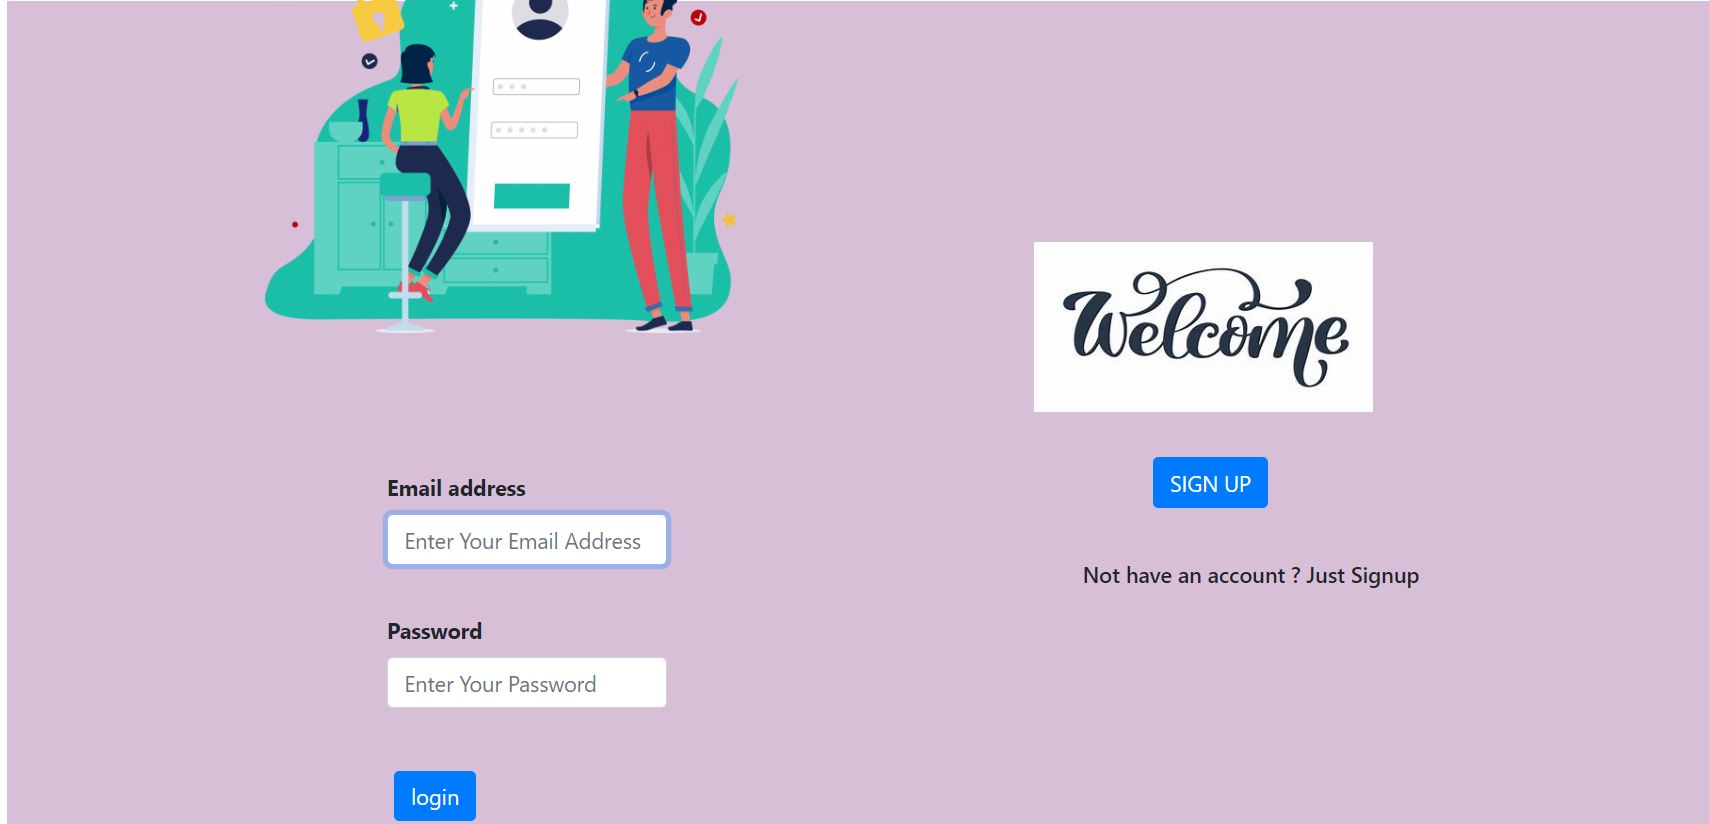 Welcome
Email address
Enter Your Email Address
Password
Enter Your Password
login
SIGN UP
Not have an account ? Just Signup